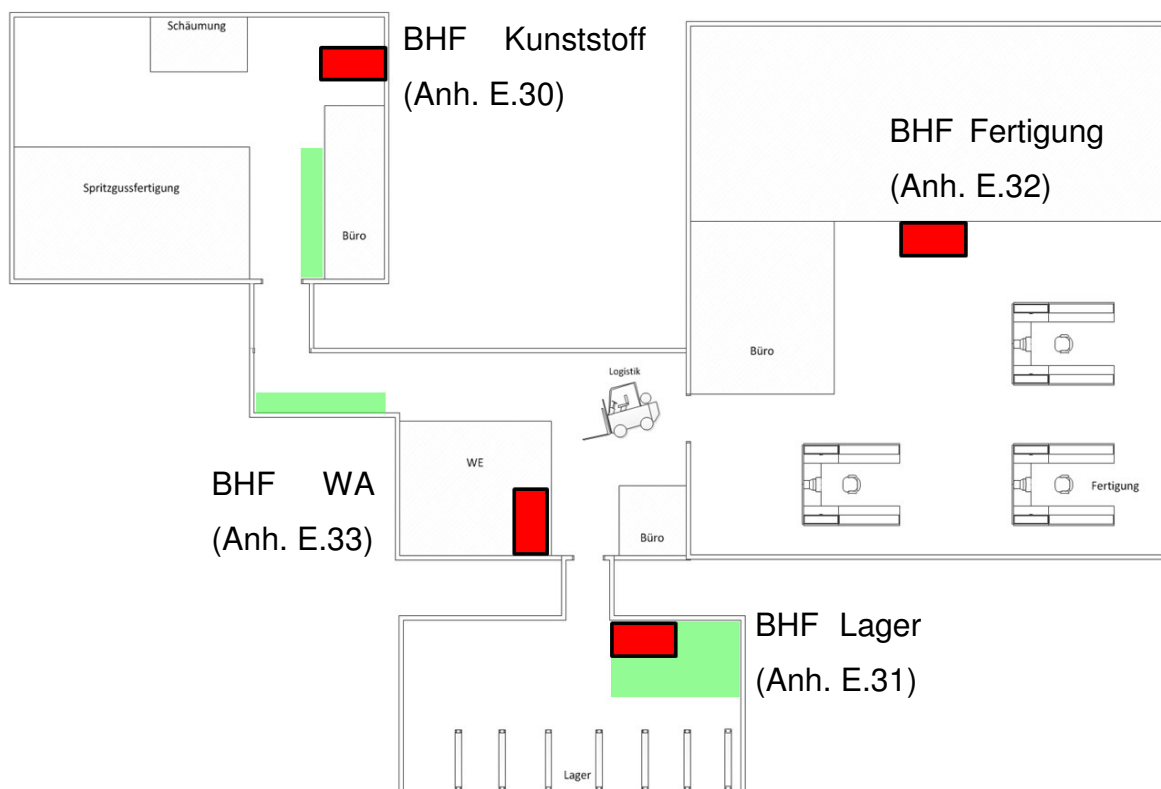 Schäumung
BHF Kunststoff
(Anh. E.30)
BHF Fertigung
(Anh. E.32)
Spritzgussfertigung
Büro
Büro
Logistik
WE
BHF WA
(Anh. E.33)
Fertigung
Büro
BHF Lager
(Anh. E.31)
Lager